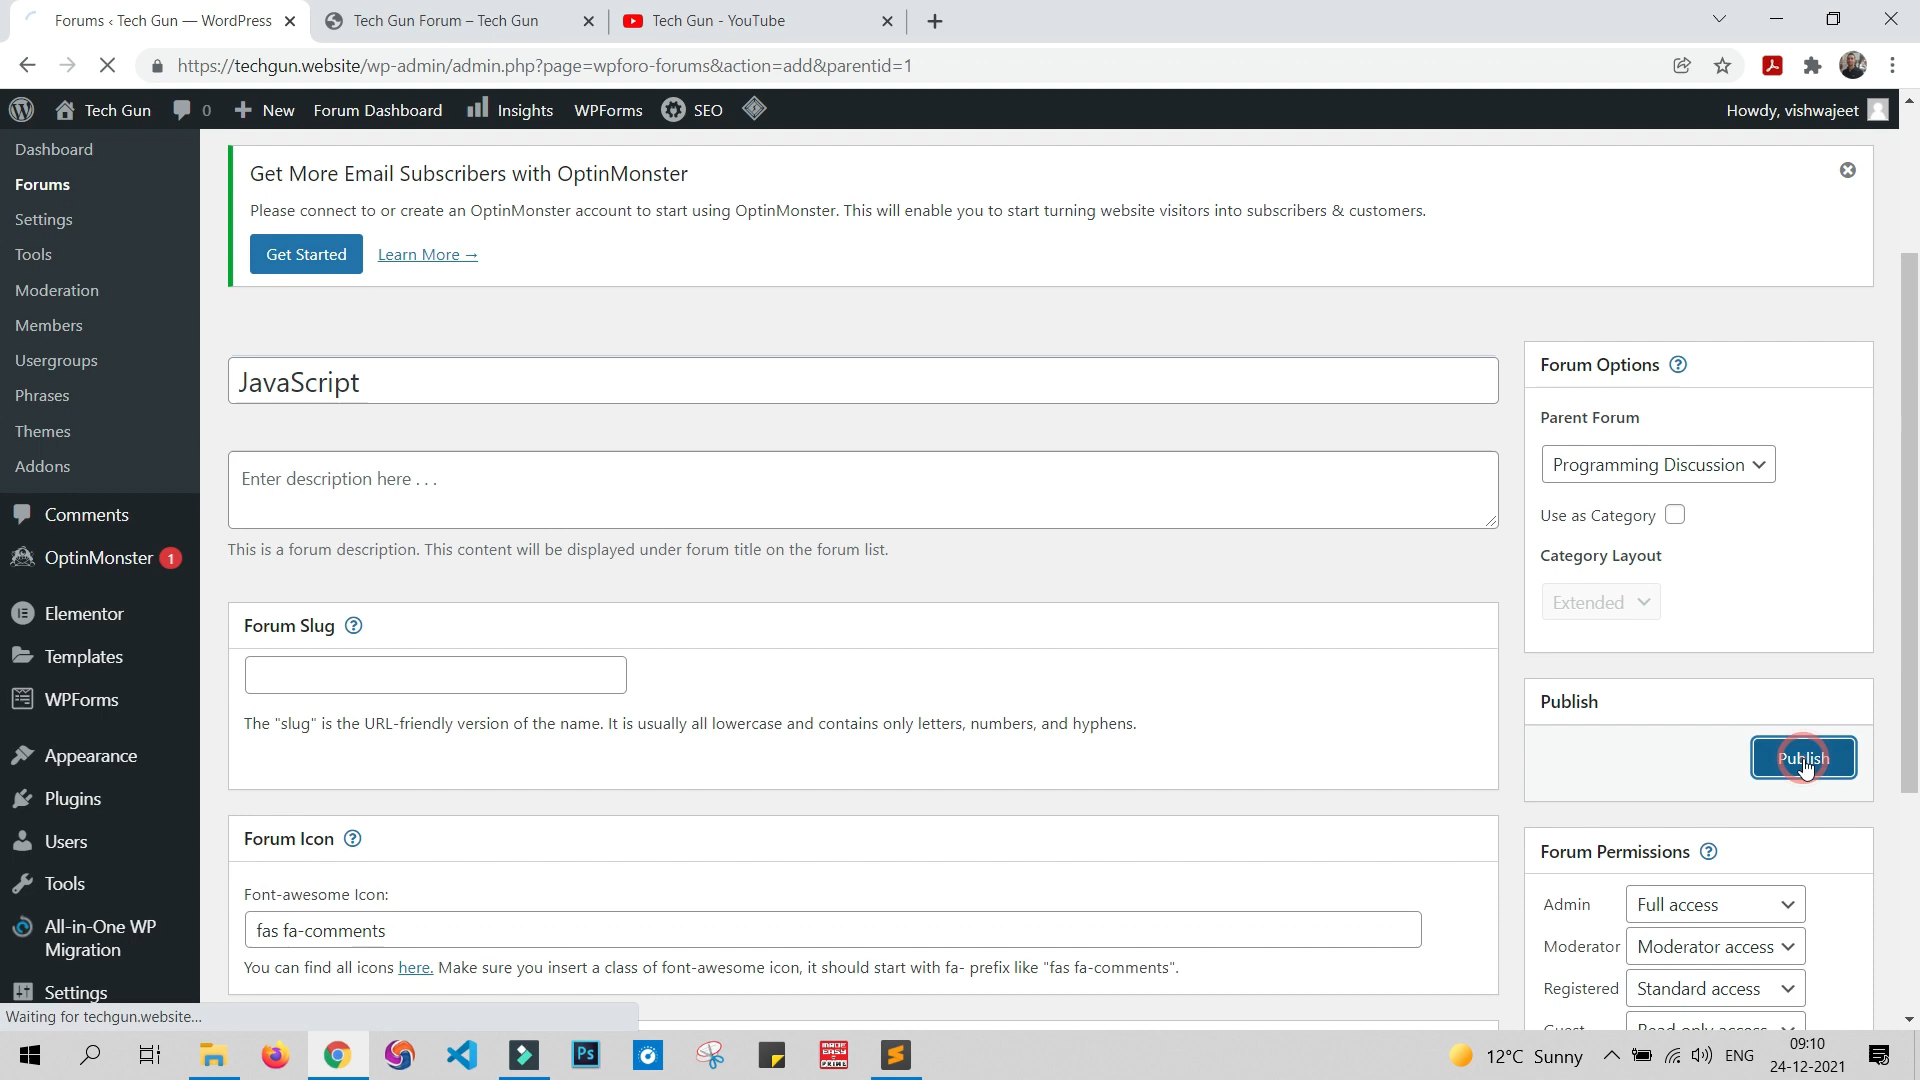 Forums ‹ Tech Gun — WordPress
Tech Gun Forum – Tech Gun
Tech Gun - YouTube
https://techgun.website/wp-admin/admin.php?page=wpforo-forums&action=add&parentid=1
Tech Gun
0
New
Forum Dashboard
Insights
WPForms
SEO
Howdy, vishwajeet
Dashboard
Forums
Settings
Tools
Moderation
Members
Usergroups
Phrases
Themes
Addons
Comments
OptinMonster 1
Elementor
Templates
WPForms
Appearance
Plugins
Users
Tools
All-in-One WP
Migration
Settings
Get More Email Subscribers with OptinMonster
Please connect to or create an OptinMonster account to start using OptinMonster. This will enable you to start turning website visitors into subscribers & customers.
Get Started
Learn More →
JavaScript
Enter description here . . .
This is a forum description. This content will be displayed under forum title on the forum list.
Forum Slug ?
The "slug" is the URL-friendly version of the name. It is usually all lowercase and contains only letters, numbers, and hyphens.
Forum Icon ?
Font-awesome Icon:
fas fa-comments
You can find all icons here. Make sure you insert a class of font-awesome icon, it should start with fa- prefix like "fas fa-comments".
Forum Options ?
Parent Forum
Programming Discussion
Use as Category
Category Layout
Extended
Publish
Publish
Forum Permissions ?
Admin Full access
Moderator Moderator access
Registered Standard access
Guest Read only access
Waiting for techgun.website...
Ps
MADE EASY PRIME
12°C Sunny
ENG
09:10
24-12-2021